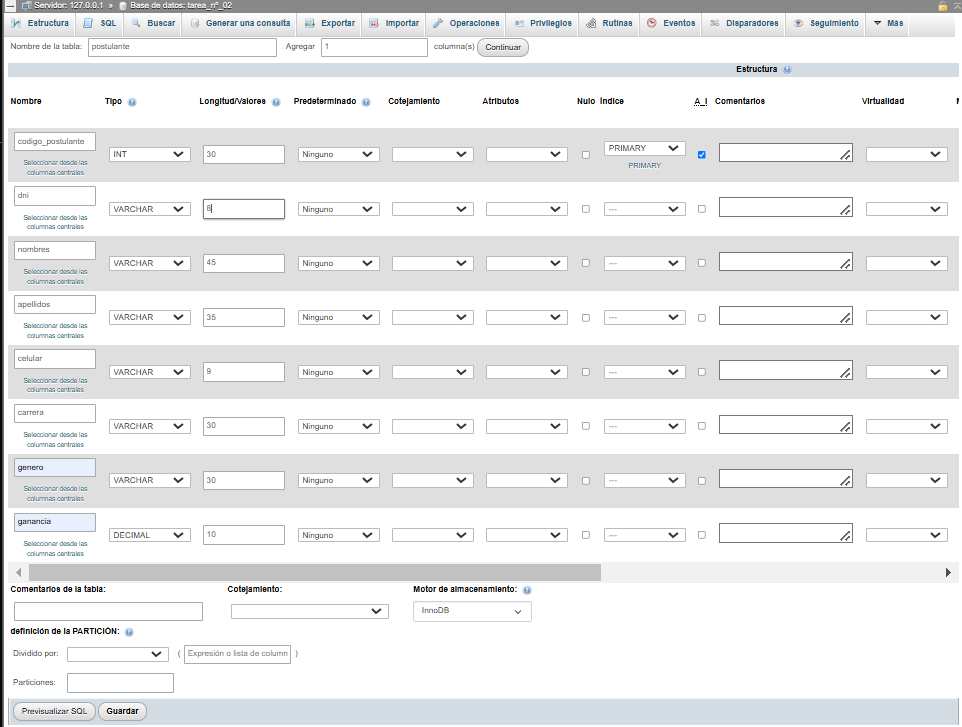 Servidor: 127.0.0.1 » Base de datos: tarea_n°_02
Estructura SQL Buscar Generar una consulta Exportar Importar Operaciones Privilegios Rutinas Eventos Disparadores Seguimiento Más
Nombre de la tabla: postulante Agregar 1 columna(s) Continuar
Estructura
Nombre Tipo Longitud/Valores Predeterminado Cotejamiento Atributos Nulo Índice A_I Comentarios Virtualidad
codigo_postulante INT 30 Ninguno PRIMARY
Seleccionar desde las PRIMARY
columnas centrales
dni VARCHAR 8 Ninguno ---
Seleccionar desde las
columnas centrales
nombres VARCHAR 45 Ninguno ---
Seleccionar desde las
columnas centrales
apellidos VARCHAR 35 Ninguno ---
Seleccionar desde las
columnas centrales
celular VARCHAR 9 Ninguno ---
Seleccionar desde las
columnas centrales
carrera VARCHAR 30 Ninguno ---
Seleccionar desde las
columnas centrales
genero VARCHAR 30 Ninguno ---
Seleccionar desde las
columnas centrales
ganancia DECIMAL 10 Ninguno ---
Seleccionar desde las
columnas centrales
Comentarios de la tabla: Cotejamiento: Motor de almacenamiento:
InnoDB
definición de la PARTICIÓN:
Dividido por: ( Expresión o lista de column )
Particiones:
Previsualizar SQL Guardar